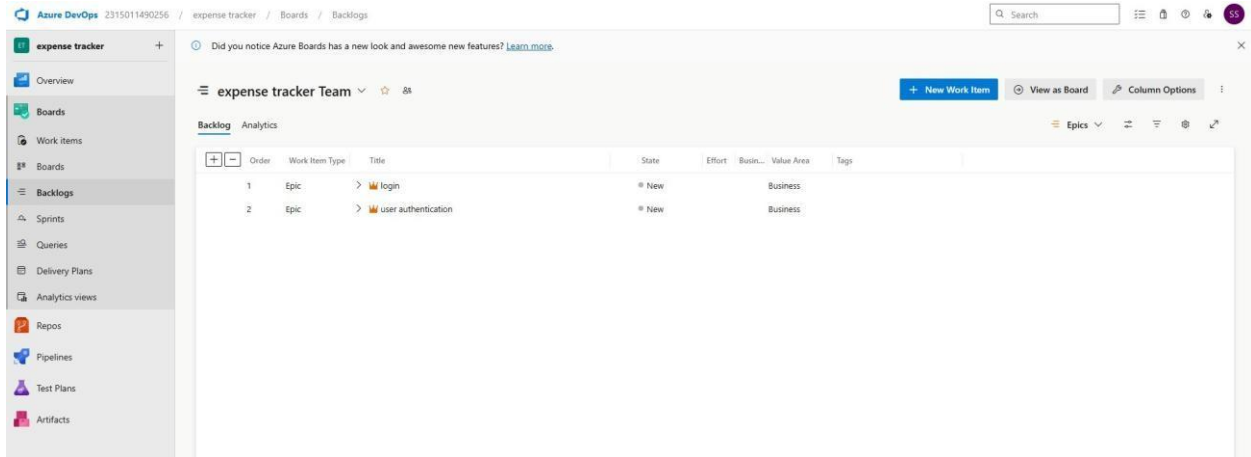 Azure DevOps 2315011490256 / expense tracker / Boards / Backlogs
Search
SS
ET expense tracker +
Did you notice Azure Boards has a new look and awesome new features? Learn more.
Overview
Boards
Work items
Boards
Backlogs
Sprints
Queries
Delivery Plans
Analytics views
Repos
Pipelines
Test Plans
Artifacts
expense tracker Team
+ New Work Item
View as Board
Column Options
Backlog Analytics
Epics
+ - Order Work Item Type Title State Effort Busin... Value Area Tags
1 Epic > login New Business
2 Epic > user authentication New Business